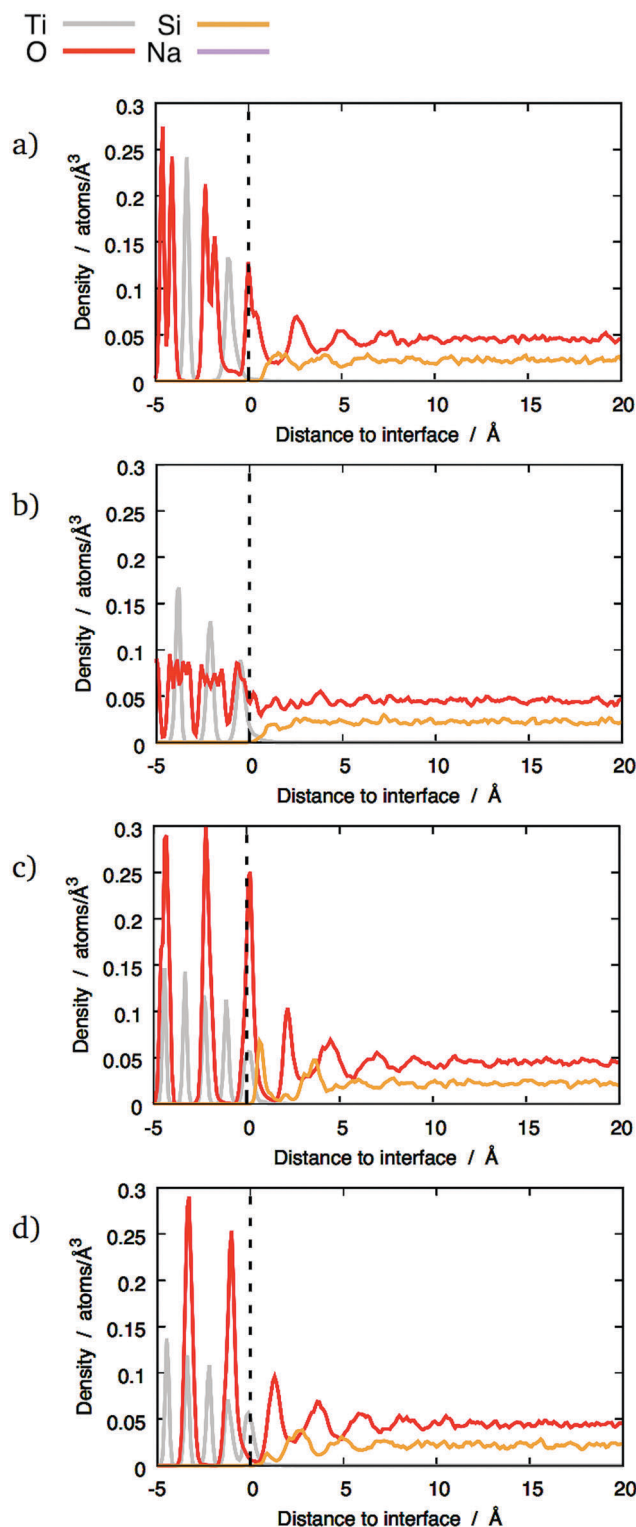 Ti Si
O Na
a)
0.3
0.25
0.2
0.15
0.1
0.05
0
Density / atoms/Å³
-5 0 5 10 15 20
Distance to interface / Å
b)
0.3
0.25
0.2
0.15
0.1
0.05
0
Density / atoms/Å³
-5 0 5 10 15 20
Distance to interface / Å
c)
0.3
0.25
0.2
0.15
0.1
0.05
0
Density / atoms/Å³
-5 0 5 10 15 20
Distance to interface / Å
d)
0.3
0.25
0.2
0.15
0.1
0.05
0
Density / atoms/Å³
-5 0 5 10 15 20
Distance to interface / Å